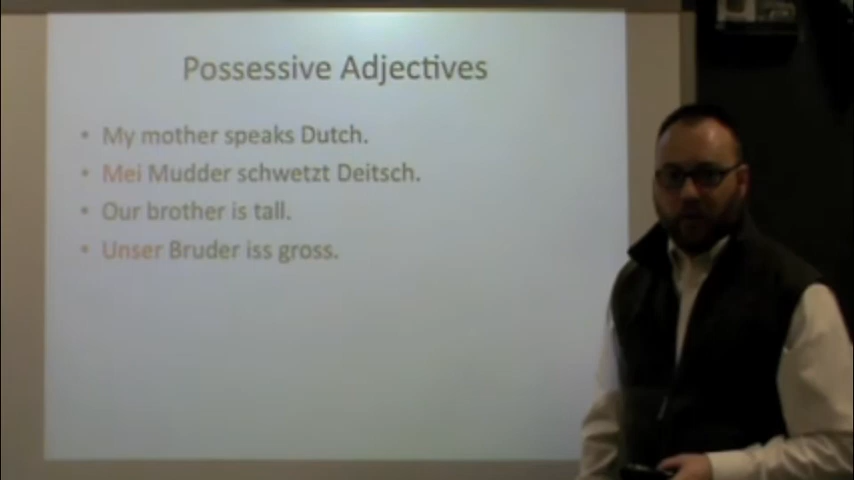 Possessive Adjectives
• My mother speaks Dutch.
• Mei Mudder schwetzt Deitsch.
• Our brother is tall.
• Unser Bruder iss gross.